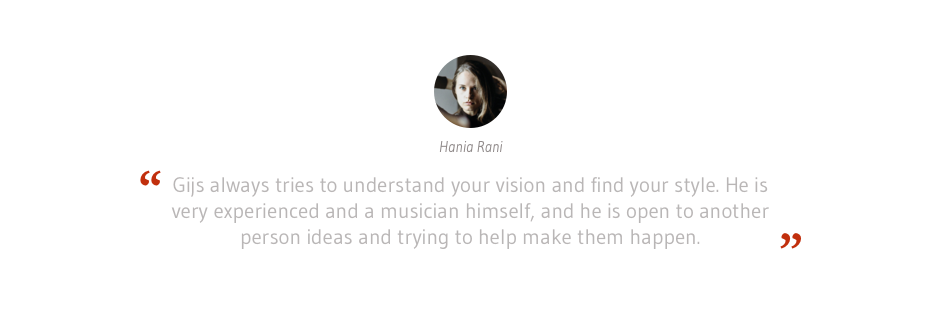 Hania Rani
“ Gijs always tries to understand your vision and find your style. He is
very experienced and a musician himself, and he is open to another
person ideas and trying to help make them happen. ”